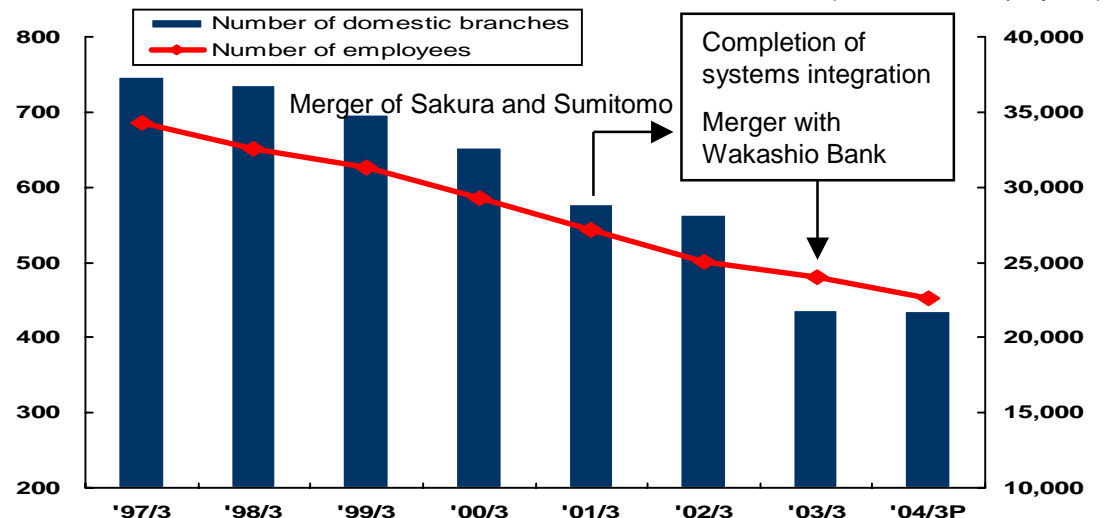 Number of domestic branches
Number of employees
800
700
600
500
400
300
200
40,000
35,000
30,000
25,000
20,000
15,000
10,000
Merger of Sakura and Sumitomo
Completion of
systems integration
Merger with
Wakashio Bank
'97/3 '98/3 '99/3 '00/3 '01/3 '02/3 '03/3 '04/3P